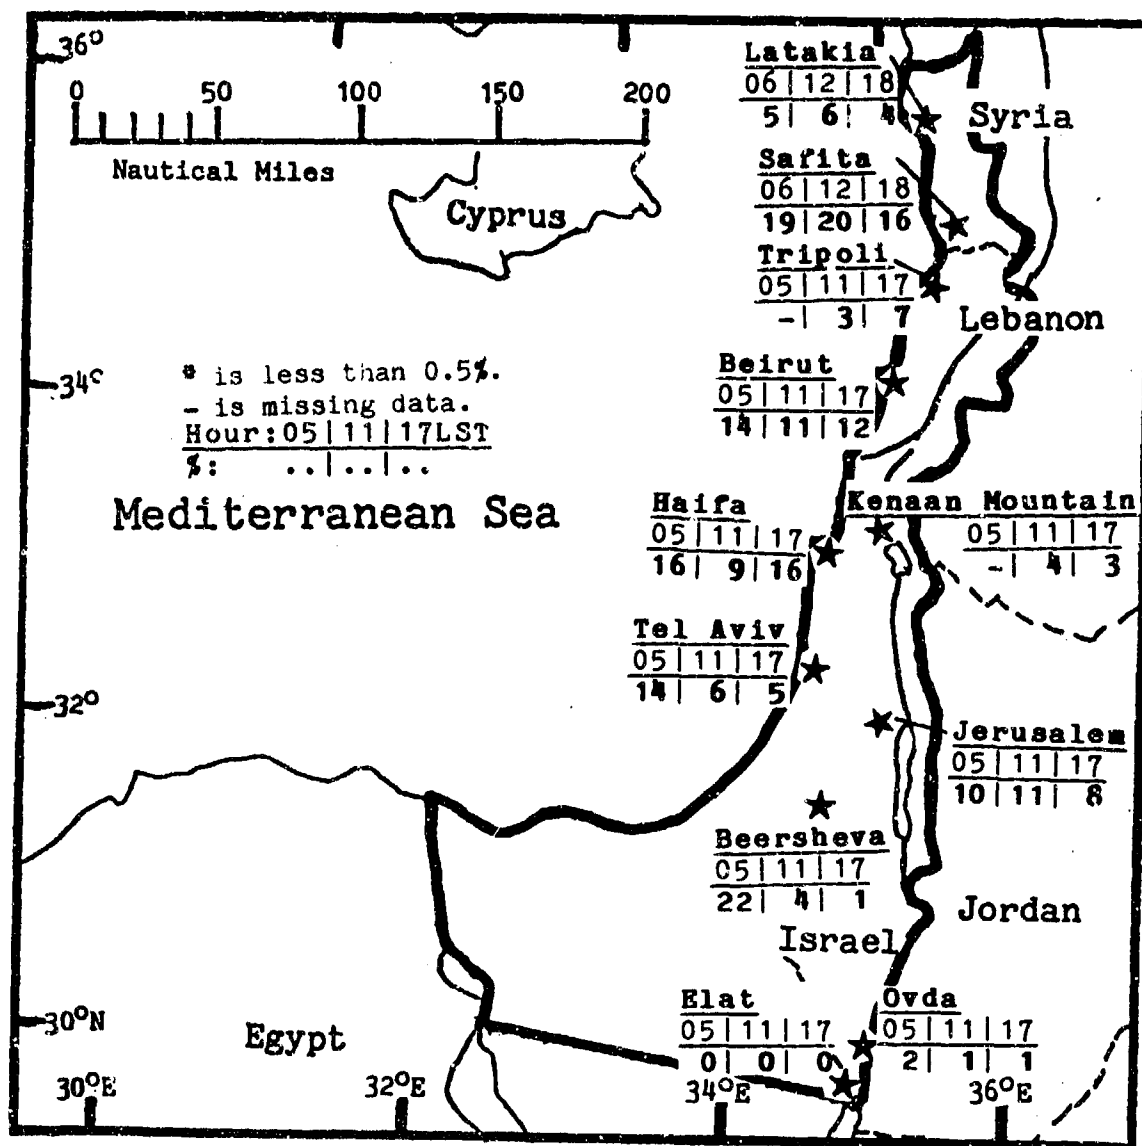 36°
0 50 100 150 200
Nautical Miles
Latakia
06|12|18
5| 6| 4
Syria
Safita
06|12|18
19|20|16
Cyprus
Tripoli
05|11|17
-| 3| 7
Lebanon
34°
* is less than 0.5%.
- is missing data.
Hour:05|11|17LST
%: ..|..|..
Beirut
05|11|17
14|11|12
Mediterranean Sea
Haifa
05|11|17
16| 9|16
Kenaan Mountain
05|11|17
-| 4| 3
Tel Aviv
05|11|17
14| 6| 5
32°
Jerusalem
05|11|17
10|11| 8
Beersheva
05|11|17
22| 4| 1
Jordan
Israel
30°N
Egypt
Elat
05|11|17
0| 0| 0
Ovda
05|11|17
2| 1| 1
30°E 32°E 34°E 36°E